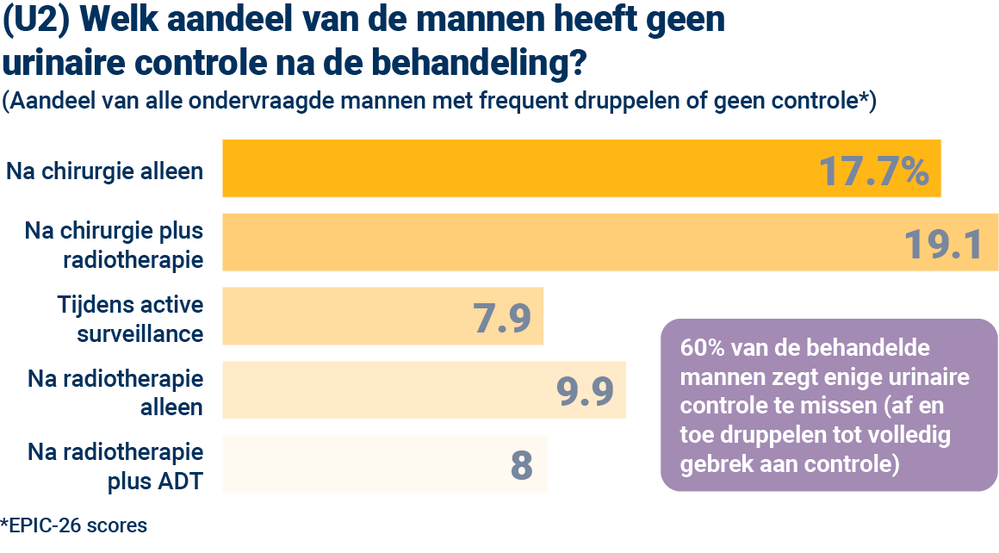 (U2) Welk aandeel van de mannen heeft geen
urinaire controle na de behandeling?
(Aandeel van alle ondervraagde mannen met frequent druppelen of geen controle*)
Na chirurgie alleen
17.7%
Na chirurgie plus
radiotherapie
19.1
Tijdens active
surveillance
7.9
Na radiotherapie
alleen
9.9
Na radiotherapie
plus ADT
8
60% van de behandelde
mannen zegt enige urinaire
controle te missen (af en
toe druppelen tot volledig
gebrek aan controle)
*EPIC-26 scores